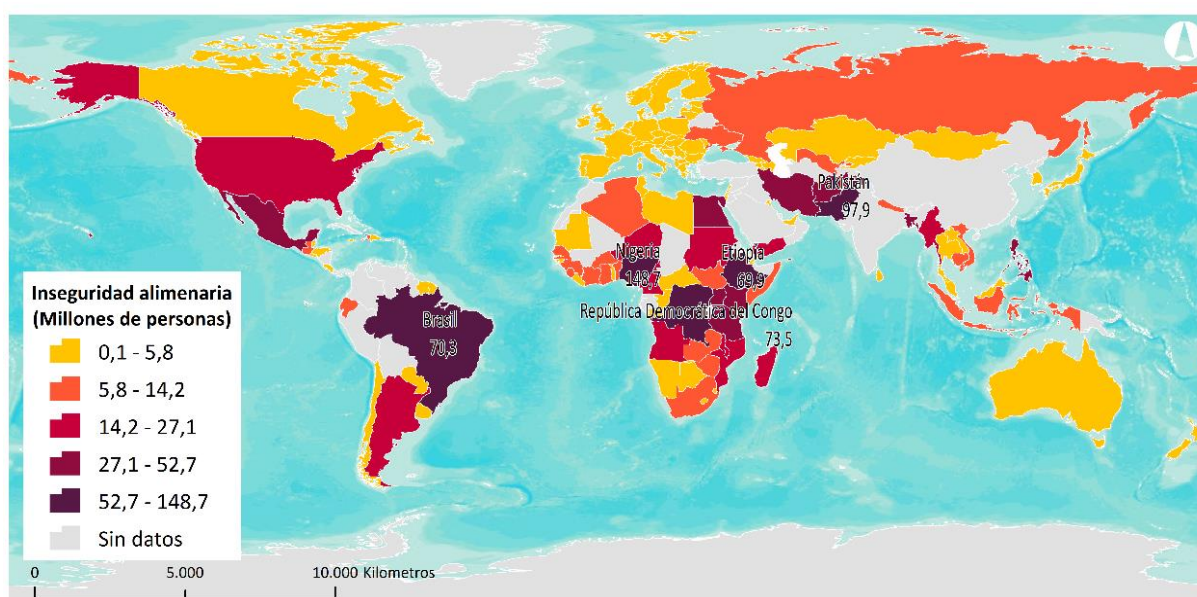 Pakistán
97,9
Nigeria
148,7
Etiopía
69,9
República Democrática del Congo
73,5
Brasil
70,3
Inseguridad alimenaria
(Millones de personas)
0,1 - 5,8
5,8 - 14,2
14,2 - 27,1
27,1 - 52,7
52,7 - 148,7
Sin datos
0 5.000 10.000 Kilometros